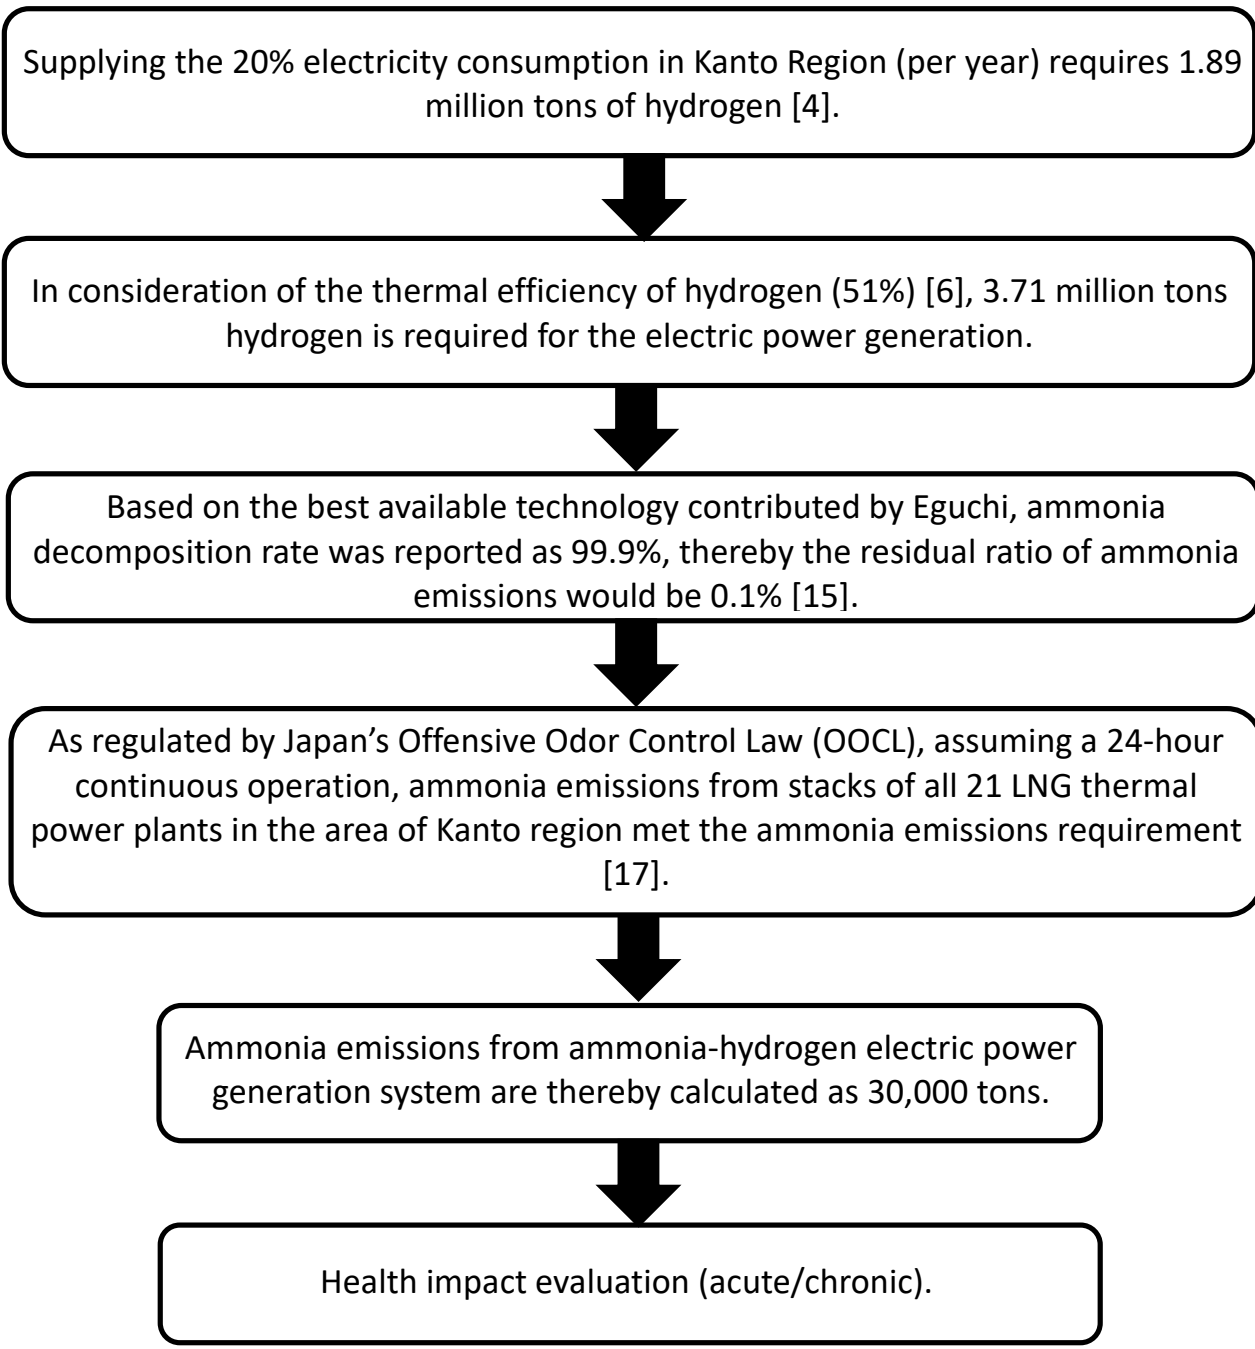 Supplying the 20% electricity consumption in Kanto Region (per year) requires 1.89
million tons of hydrogen [4].
In consideration of the thermal efficiency of hydrogen (51%) [6], 3.71 million tons
hydrogen is required for the electric power generation.
Based on the best available technology contributed by Eguchi, ammonia
decomposition rate was reported as 99.9%, thereby the residual ratio of ammonia
emissions would be 0.1% [15].
As regulated by Japan’s Offensive Odor Control Law (OOCL), assuming a 24-hour
continuous operation, ammonia emissions from stacks of all 21 LNG thermal
power plants in the area of Kanto region met the ammonia emissions requirement
[17].
Ammonia emissions from ammonia-hydrogen electric power
generation system are thereby calculated as 30,000 tons.
Health impact evaluation (acute/chronic).